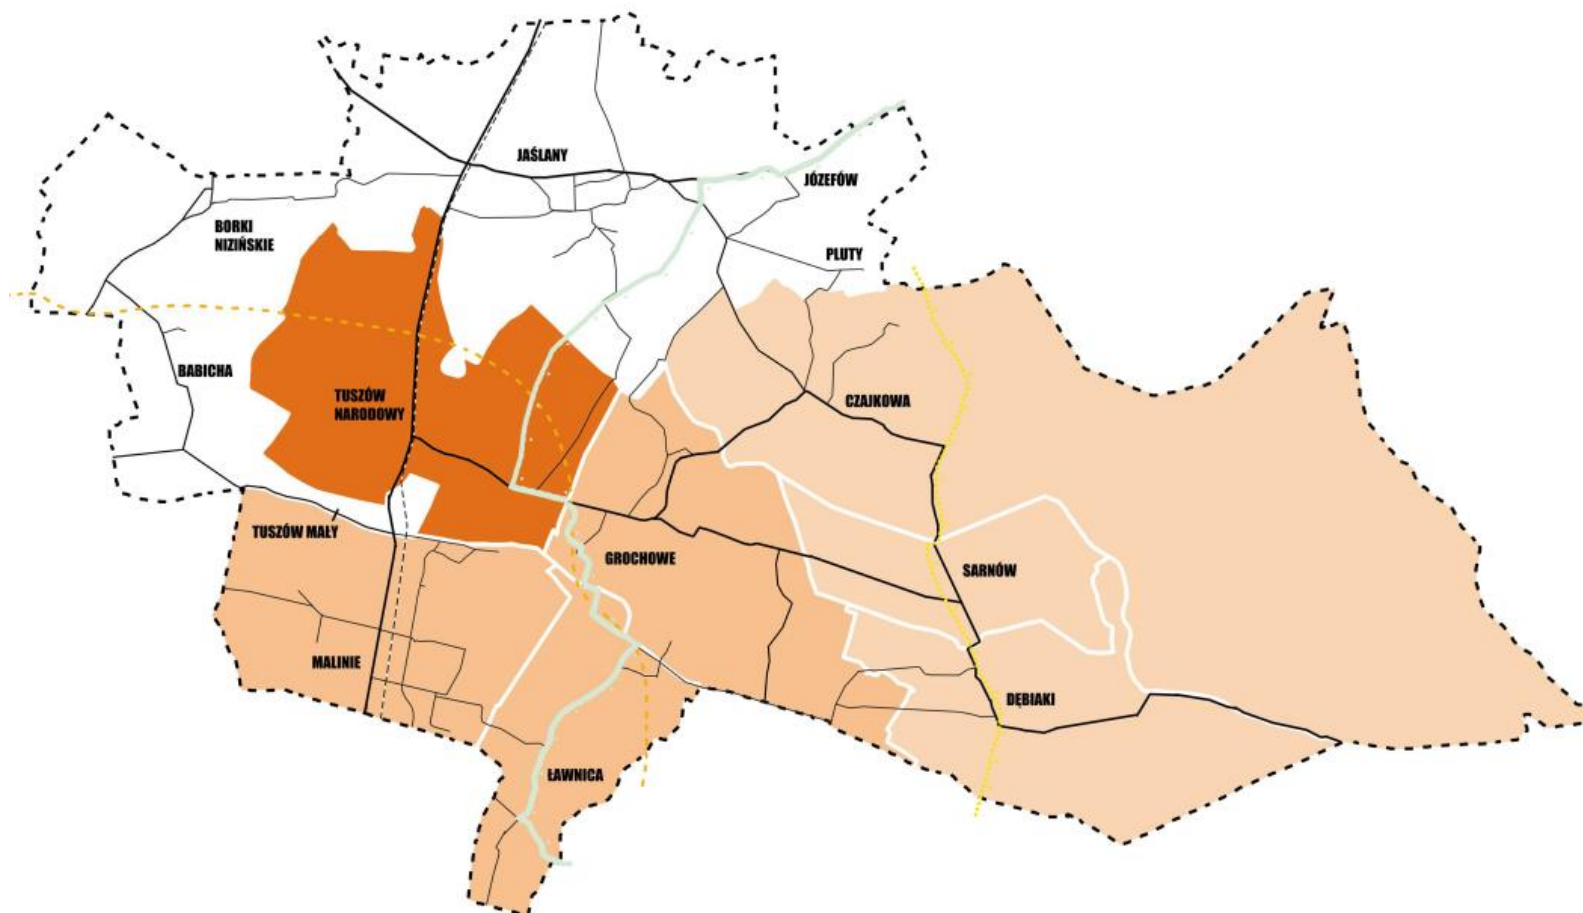 JAŚLANY
JÓZEFÓW
BORKI
NIZIŃSKIE
PLUTY
BABICHA
TUSZÓW
NARODOWY
CZAJKOWA
TUSZÓW MAŁY
GROCHOWE
SARNÓW
MALINIE
DĘBIAKI
ŁAWNICA